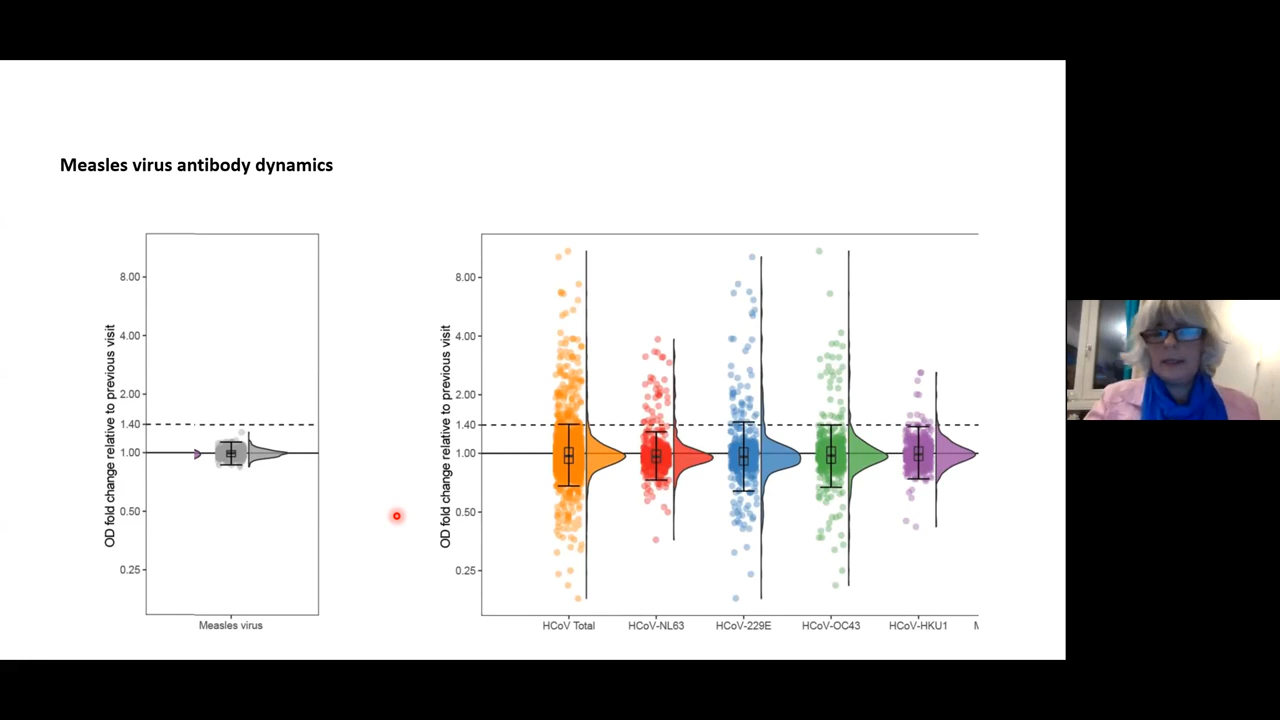 Measles virus antibody dynamics
OD fold change relative to previous visit
8.00
4.00
2.00
1.40
1.00
0.50
0.25
Measles virus
OD fold change relative to previous visit
8.00
4.00
2.00
1.40
1.00
0.50
0.25
HCoV Total HCoV-NL63 HCoV-229E HCoV-OC43 HCoV-HKU1